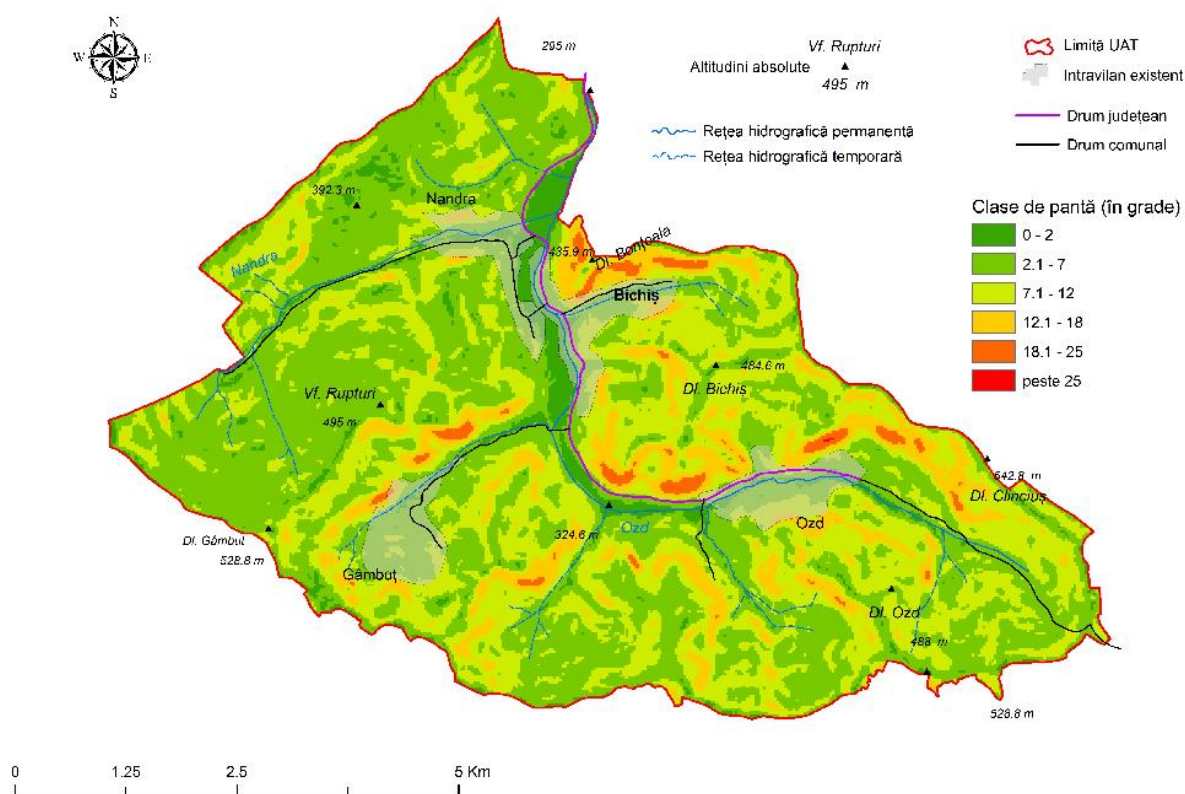 N
W E
S
295 m
Vf. Rupturi
Altitudini absolute
495 m
Limită UAT
Intravilan existent
Rețea hidrografică permanentă
Rețea hidrografică temporară
Drum județean
Drum comunal
Clase de pantă (în grade)
0 - 2
2.1 - 7
7.1 - 12
12.1 - 18
18.1 - 25
peste 25
392.3 m
Nandra
Nandra
435.9 m
Dl. Bonțoala
Bichiș
484.6 m
Dl. Bichiș
Vf. Rupturi
495 m
542.8 m
Dl. Clinciuș
Dl. Gâmbuț
528.8 m
Gâmbuț
324.6 m
Ozd
Ozd
Dl. Ozd
488 m
528.8 m
0 1.25 2.5 5 Km